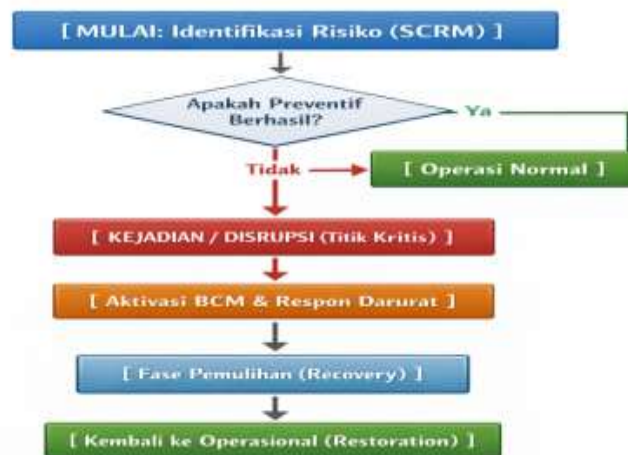 [ MULAI: Identifikasi Risiko (SCRM) ]
Apakah Preventif
Berhasil?
Ya
Tidak
[ Operasi Normal ]
[ KEJADIAN / DISRUPSI (Titik Kritis) ]
[ Aktivasi BCM & Respon Darurat ]
[ Fase Pemulihan (Recovery) ]
[ Kembali ke Operasional (Restoration) ]